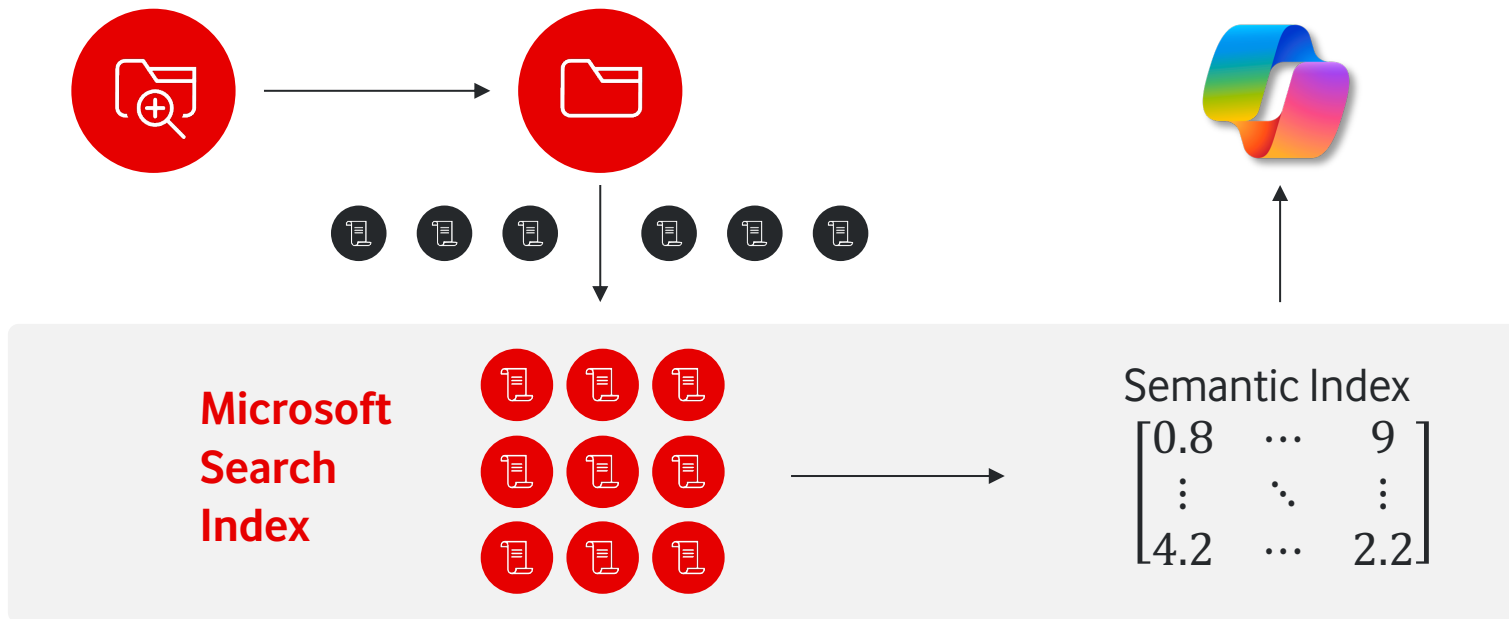 Microsoft
Search
Index
Semantic Index
0.8 ⋯ 9
⋮ ⋱ ⋮
4.2 ⋯ 2.2